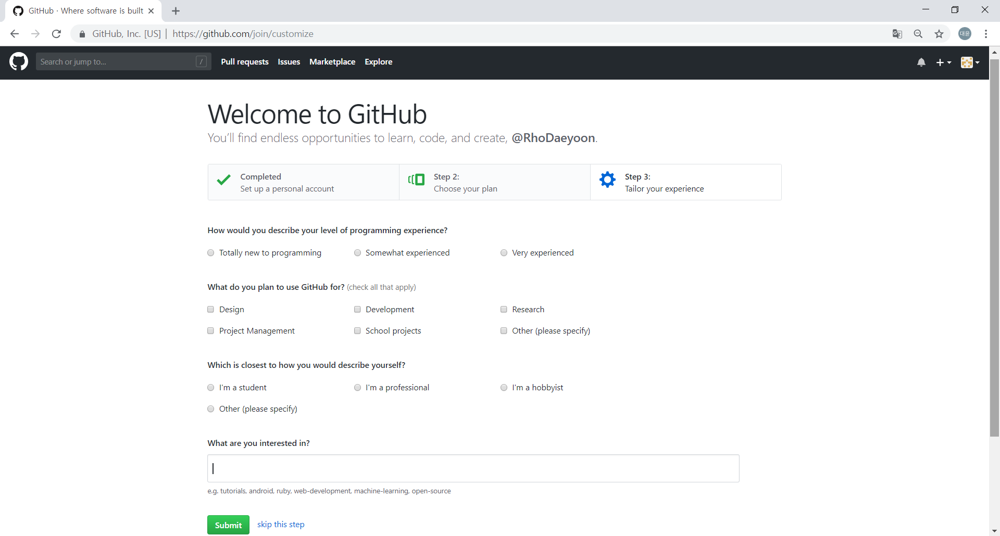 GitHub · Where software is built
GitHub, Inc. [US] | https://github.com/join/customize
대윤
Search or jump to...
/
Pull requests Issues Marketplace Explore
Welcome to GitHub
You’ll find endless opportunities to learn, code, and create, @RhoDaeyoon.
Completed
Set up a personal account
Step 2:
Choose your plan
Step 3:
Tailor your experience
How would you describe your level of programming experience?
Totally new to programming Somewhat experienced Very experienced
What do you plan to use GitHub for? (check all that apply)
Design Development Research
Project Management School projects Other (please specify)
Which is closest to how you would describe yourself?
I'm a student I'm a professional I'm a hobbyist
Other (please specify)
What are you interested in?
e.g. tutorials, android, ruby, web-development, machine-learning, open-source
Submit skip this step